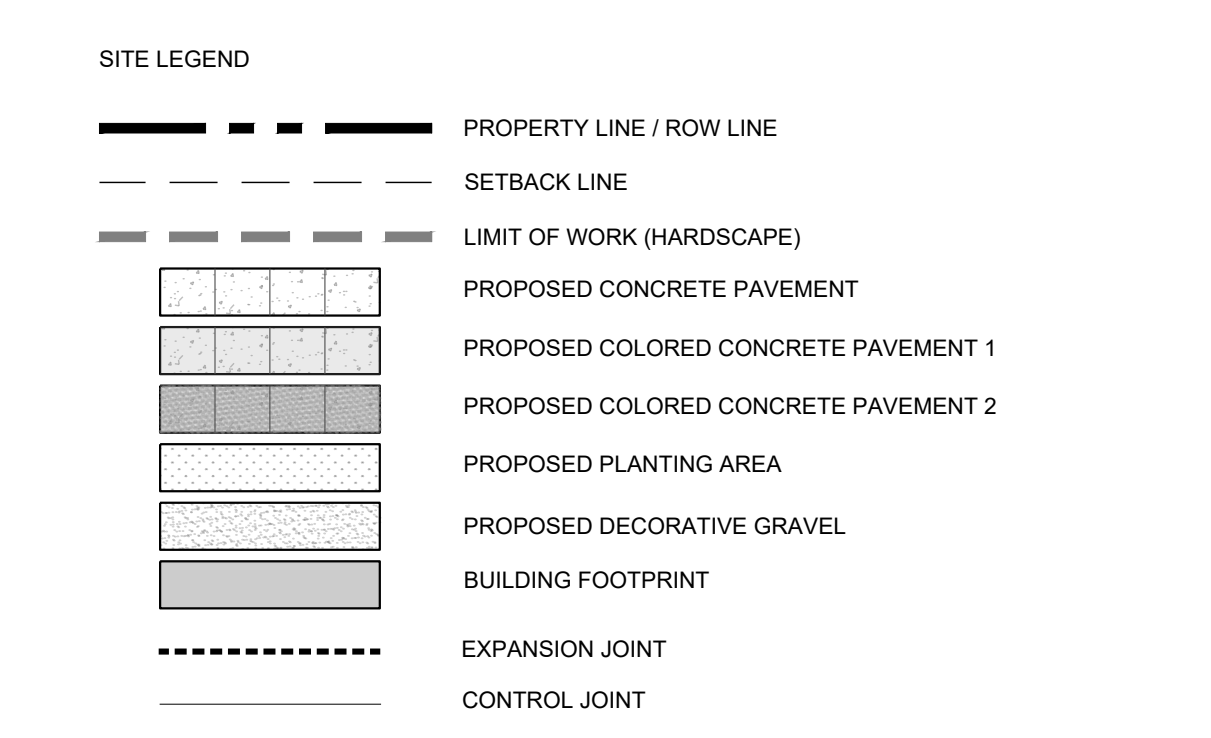 SITE LEGEND
PROPERTY LINE / ROW LINE
SETBACK LINE
LIMIT OF WORK (HARDSCAPE)
PROPOSED CONCRETE PAVEMENT
PROPOSED COLORED CONCRETE PAVEMENT 1
PROPOSED COLORED CONCRETE PAVEMENT 2
PROPOSED PLANTING AREA
PROPOSED DECORATIVE GRAVEL
BUILDING FOOTPRINT
EXPANSION JOINT
CONTROL JOINT